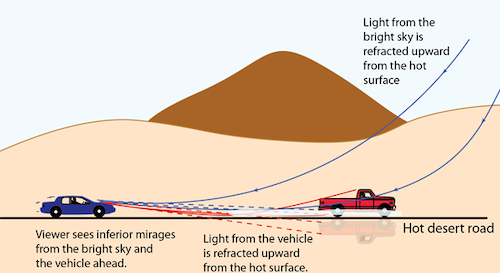 Light from the
bright sky is
refracted upward
from the hot
surface
Hot desert road
Viewer sees inferior mirages
from the bright sky and
the vehicle ahead.
Light from the vehicle
is refracted upward
from the hot surface.